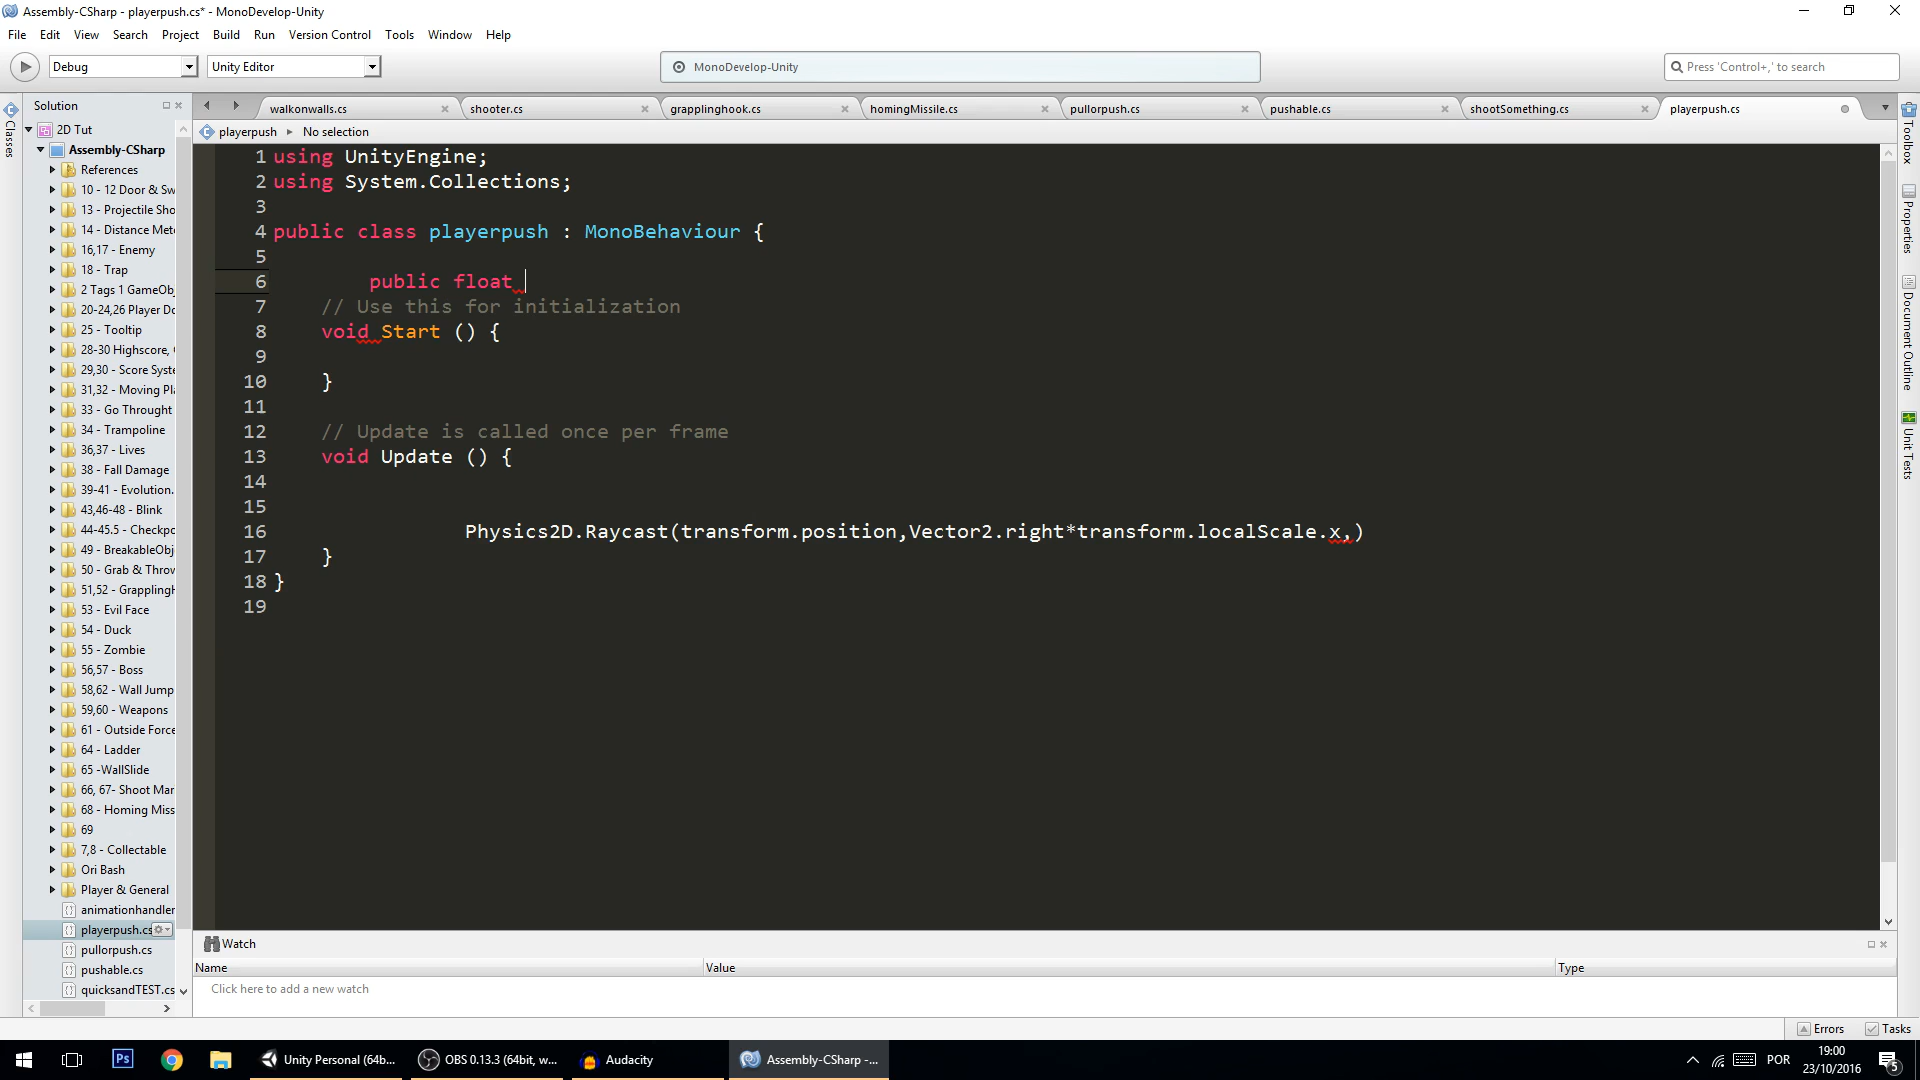 Assembly-CSharp - playerpush.cs* - MonoDevelop-Unity
File Edit View Search Project Build Run Version Control Tools Window Help
Debug Unity Editor MonoDevelop-Unity Press 'Control+,' to search
Classes
Solution
2D Tut
Assembly-CSharp
References
10 - 12 Door & Sw
13 - Projectile Sho
14 - Distance Met
16,17 - Enemy
18 - Trap
2 Tags 1 GameObj
20-24,26 Player Do
25 - Tooltip
28-30 Highscore,
29,30 - Score Syst
31,32 - Moving Pl
33 - Go Throught
34 - Trampoline
36,37 - Lives
38 - Fall Damage
39-41 - Evolution.
43,46-48 - Blink
44-45.5 - Checkpo
49 - BreakableObj
50 - Grab & Throw
51,52 - GrapplingH
53 - Evil Face
54 - Duck
55 - Zombie
56,57 - Boss
58,62 - Wall Jump
59,60 - Weapons
61 - Outside Force
64 - Ladder
65 -WallSlide
66, 67- Shoot Mar
68 - Homing Miss
69
7,8 - Collectable
Ori Bash
Player & General
animationhandler
playerpush.cs
pullorpush.cs
pushable.cs
quicksandTEST.cs
walkonwalls.cs shooter.cs grapplinghook.cs homingMissile.cs pullorpush.cs pushable.cs shootSomething.cs playerpush.cs
playerpush No selection
1 using UnityEngine;
2 using System.Collections;
3
4 public class playerpush : MonoBehaviour {
5
6 public float
7 // Use this for initialization
8 void Start () {
9
10 }
11
12 // Update is called once per frame
13 void Update () {
14
15
16 Physics2D.Raycast(transform.position,Vector2.right*transform.localScale.x,)
17 }
18 }
19
Toolbox
Properties
Document Outline
Unit Tests
Watch
Name Value Type
Click here to add a new watch
Errors Tasks
Ps Unity Personal (64b... OBS 0.13.3 (64bit, w... Audacity Assembly-CSharp -... POR 19:00
23/10/2016 5